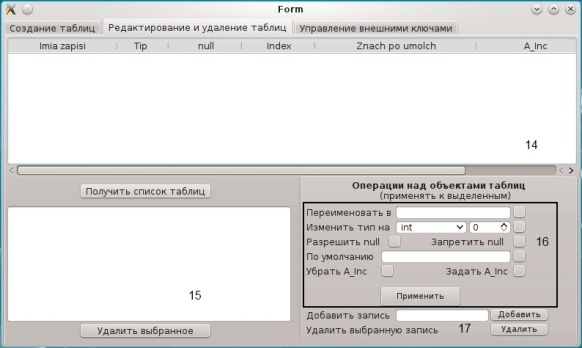 Form
Создание таблиц Редактирование и удаление таблиц Управление внешними ключами
Imia zapisi Tip null Index Znach po umolch A_Inc
14
Получить список таблиц
Операции над объектами таблиц
(применять к выделенным)
Переименовать в
Изменить тип на int 0
Разрешить null Запретить null 16
По умолчанию
Убрать A_Inc Задать A_Inc
15
Применить
Добавить запись Добавить
Удалить выбранное
Удалить выбранную запись 17 Удалить